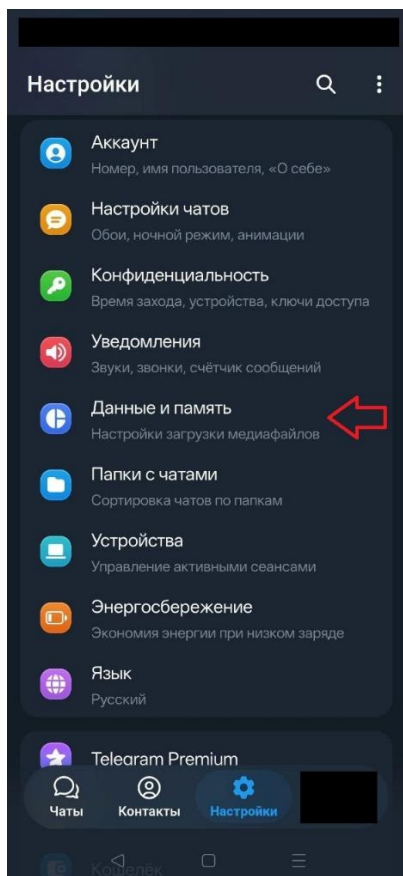 Настройки
Аккаунт
Номер, имя пользователя, «О себе»
Настройки чатов
Обои, ночной режим, анимации
Конфиденциальность
Время захода, устройства, ключи доступа
Уведомления
Звуки, звонки, счётчик сообщений
Данные и память
Настройки загрузки медиафайлов
Папки с чатами
Сортировка чатов по папкам
Устройства
Управление активными сеансами
Энергосбережение
Экономия энергии при низком заряде
Язык
Русский
Telegram Premium
Чаты Контакты Настройки
Кошелёк